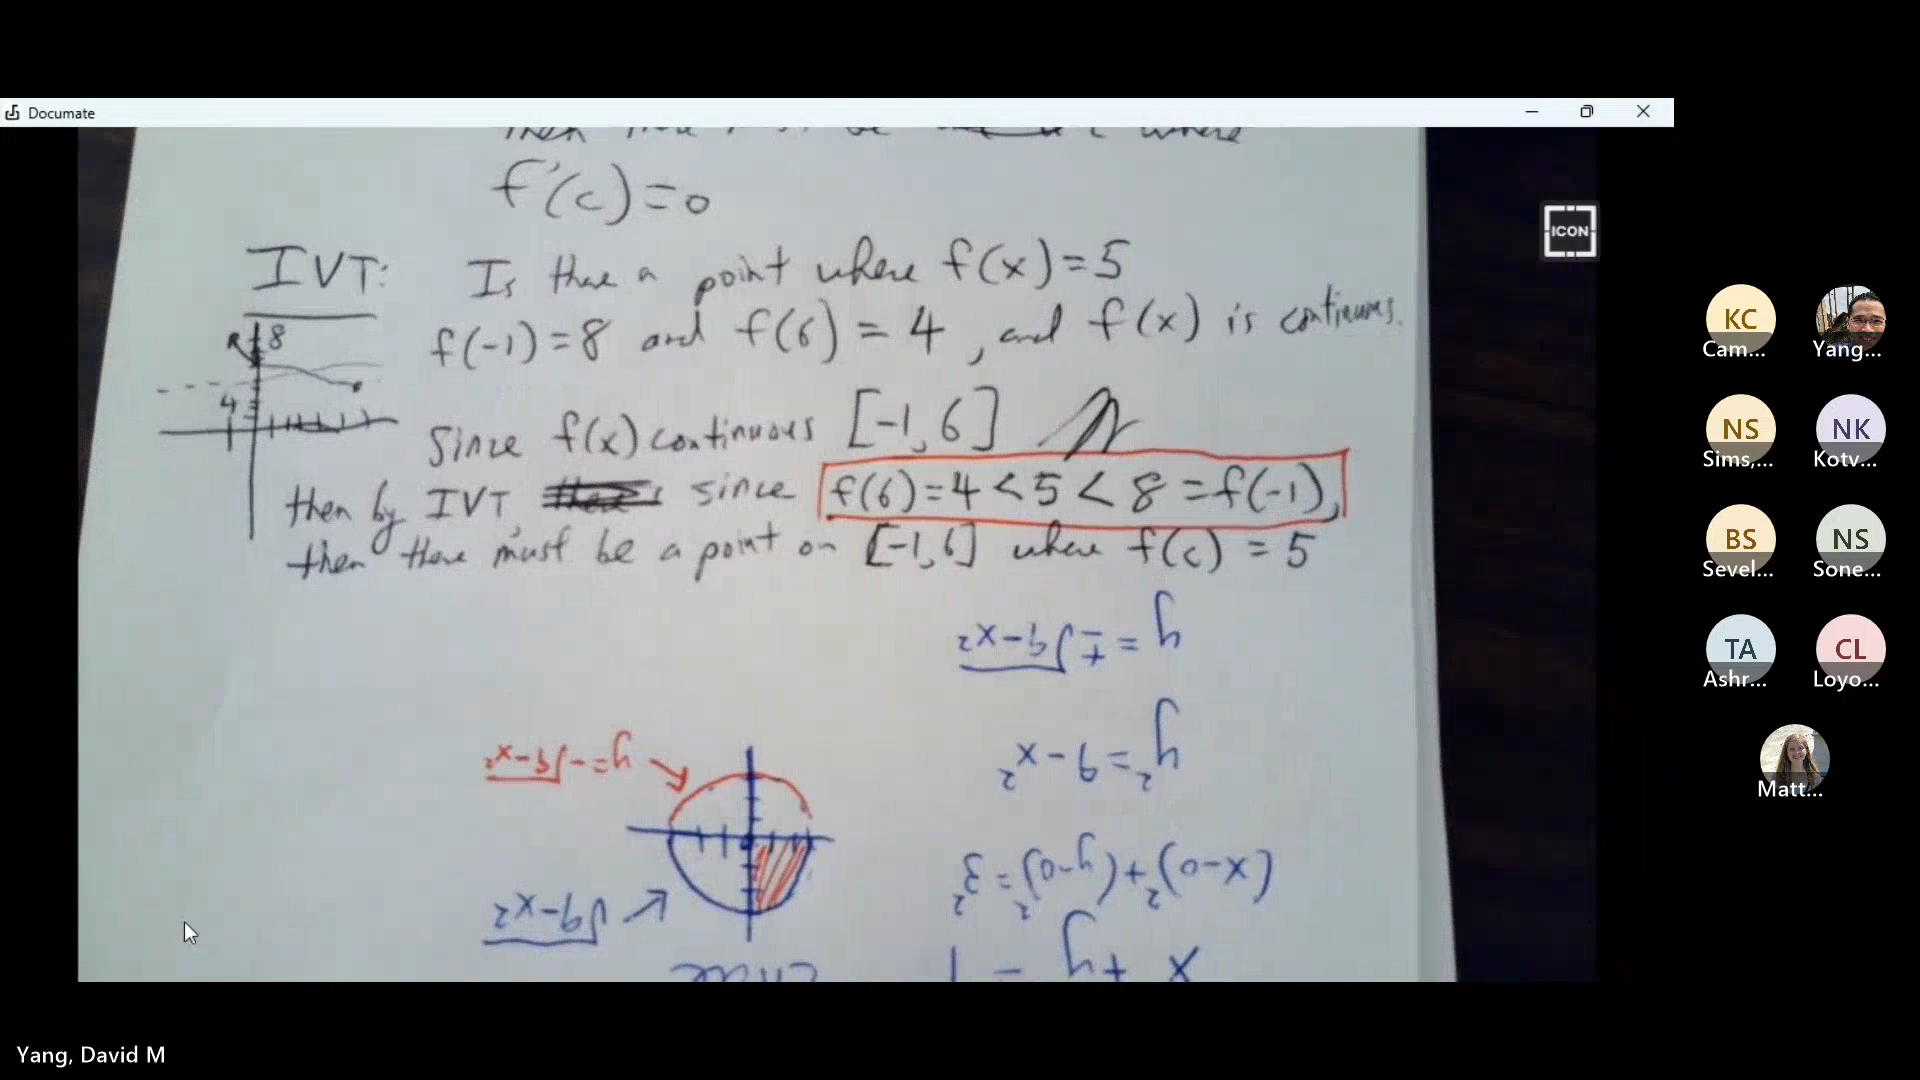 Documate
where
f'(c)=0
IVT: Is there a point where f(x)=5
f(-1)=8 and f(6)=4, and f(x) is continuous.
8
4
Since f(x) continuous [-1,6]
then by IVT, since f(6)=4<5<8=f(-1),
then there must be a point on [-1,6] where f(c)=5
y=±√9-x²
y²=9-x²
y=-√9-x²
(x-0)²+(y-0)²=3²
√9-x²
circle
ICON
KC
Cam...
Yang...
NS
Sims,...
NK
Kotv...
BS
Sevel...
NS
Sone...
TA
Ashr...
CL
Loyo...
Matt...
Yang, David M